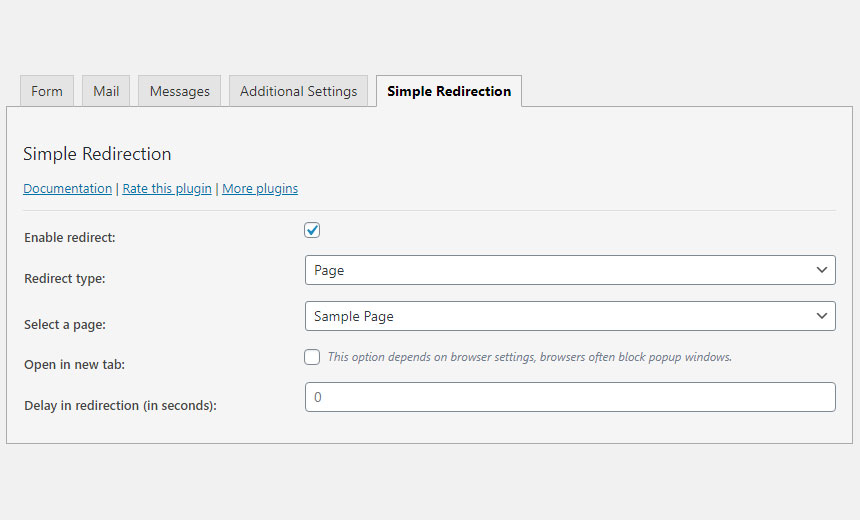 Form Mail Messages Additional Settings Simple Redirection
Simple Redirection
Documentation | Rate this plugin | More plugins
Enable redirect:
Redirect type: Page
Select a page: Sample Page
Open in new tab: This option depends on browser settings, browsers often block popup windows.
Delay in redirection (in seconds): 0